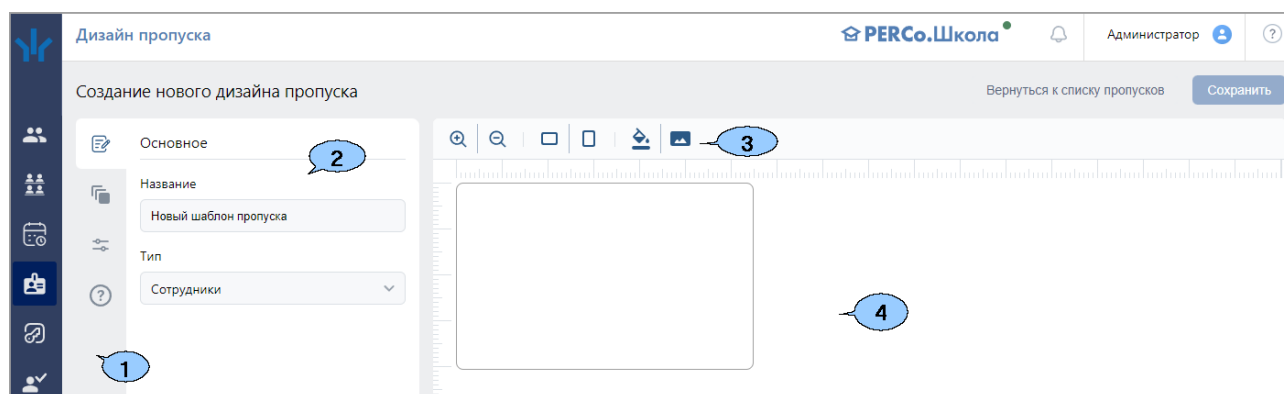 Дизайн пропуска
PERCo.Школа
Администратор
?
Создание нового дизайна пропуска
Вернуться к списку пропусков
Сохранить
Основное
2
3
Название
Новый шаблон пропуска
Тип
Сотрудники
?
4
1